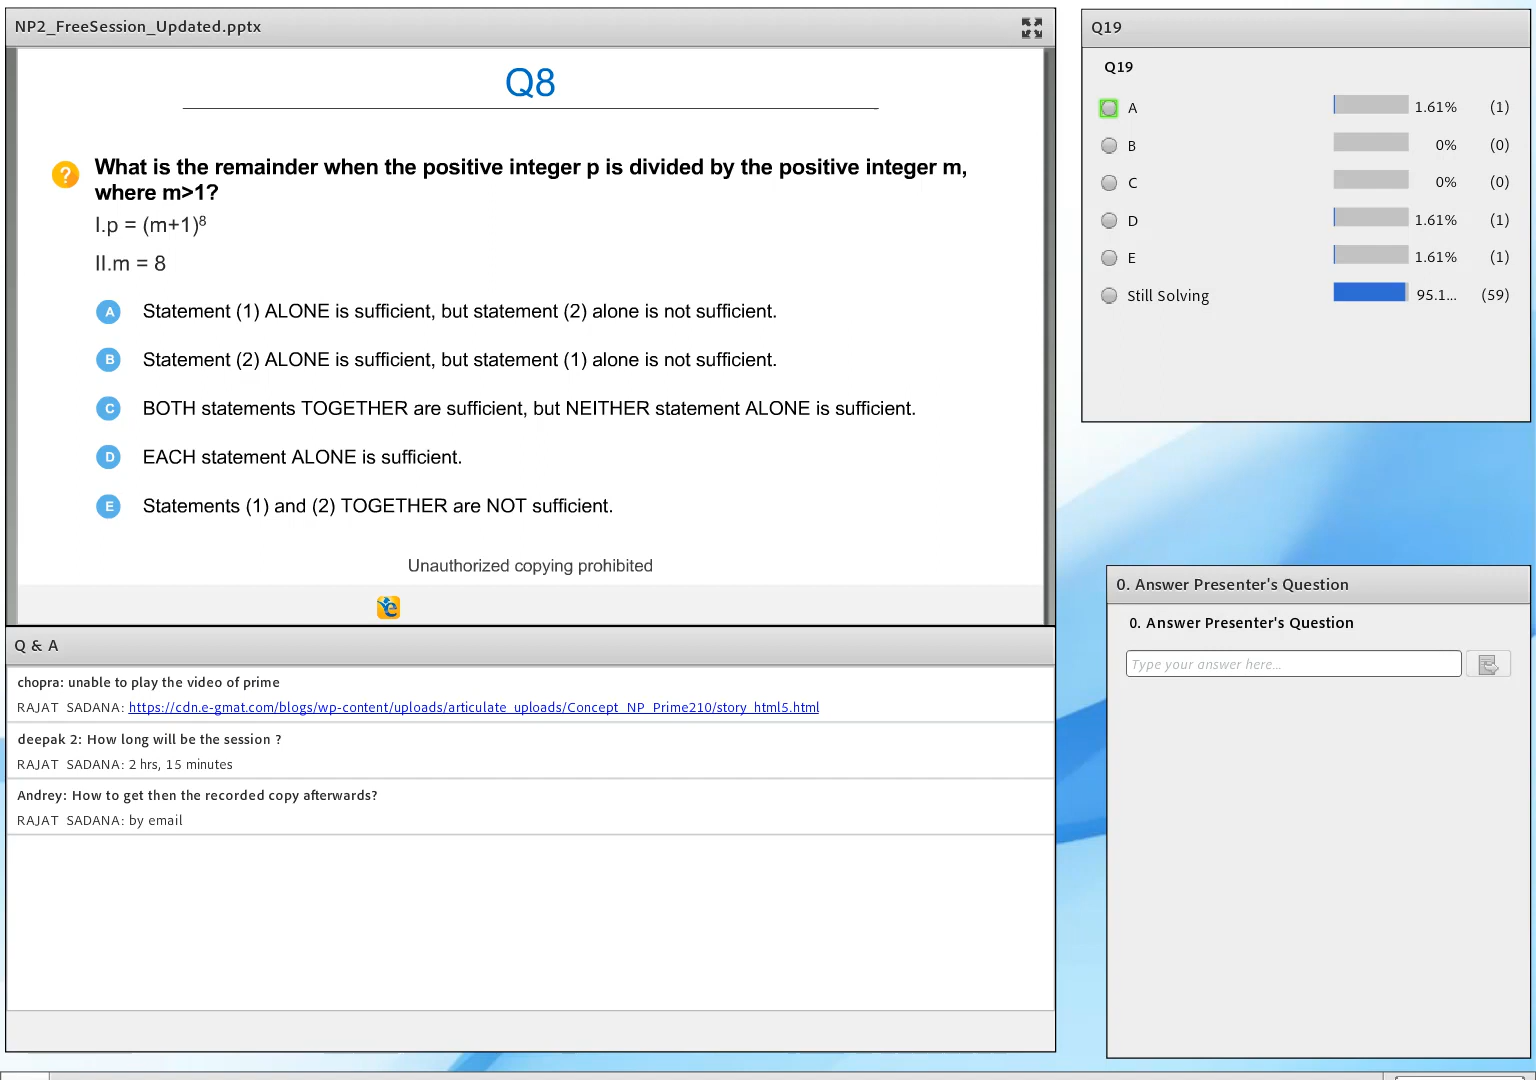 NP2_FreeSession_Updated.pptx
Q8
What is the remainder when the positive integer p is divided by the positive integer m,
where m>1?
I.p = (m+1)⁸
II.m = 8
A Statement (1) ALONE is sufficient, but statement (2) alone is not sufficient.
B Statement (2) ALONE is sufficient, but statement (1) alone is not sufficient.
C BOTH statements TOGETHER are sufficient, but NEITHER statement ALONE is sufficient.
D EACH statement ALONE is sufficient.
E Statements (1) and (2) TOGETHER are NOT sufficient.
Unauthorized copying prohibited
Q & A
chopra: unable to play the video of prime
RAJAT SADANA: https://cdn.e-gmat.com/blogs/wp-content/uploads/articulate_uploads/Concept_NP_Prime210/story_html5.html
deepak 2: How long will be the session ?
RAJAT SADANA: 2 hrs, 15 minutes
Andrey: How to get then the recorded copy afterwards?
RAJAT SADANA: by email
Q19
Q19
A 1.61% (1)
B 0% (0)
C 0% (0)
D 1.61% (1)
E 1.61% (1)
Still Solving 95.1... (59)
0. Answer Presenter's Question
0. Answer Presenter's Question
Type your answer here...